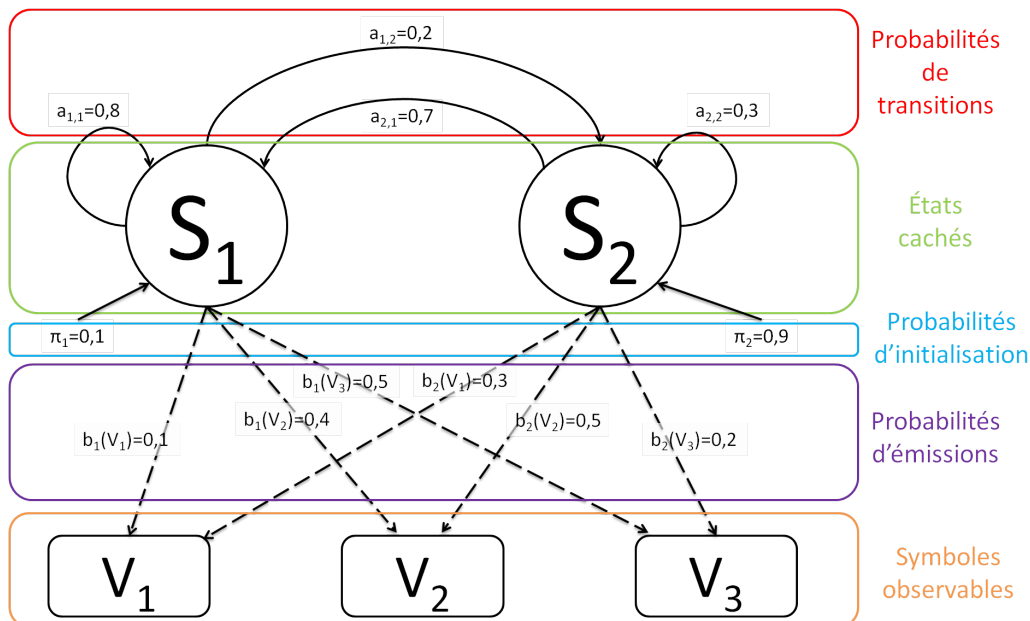 a1,2=0,2
Probabilités
de
transitions
a1,1=0,8
a2,1=0,7
a2,2=0,3
S1
S2
États
cachés
π1=0,1
π2=0,9
Probabilités
d’initialisation
b1(V3)=0,5
b2(V1)=0,3
b1(V2)=0,4
b2(V2)=0,5
b1(V1)=0,1
b2(V3)=0,2
Probabilités
d’émissions
V1
V2
V3
Symboles
observables